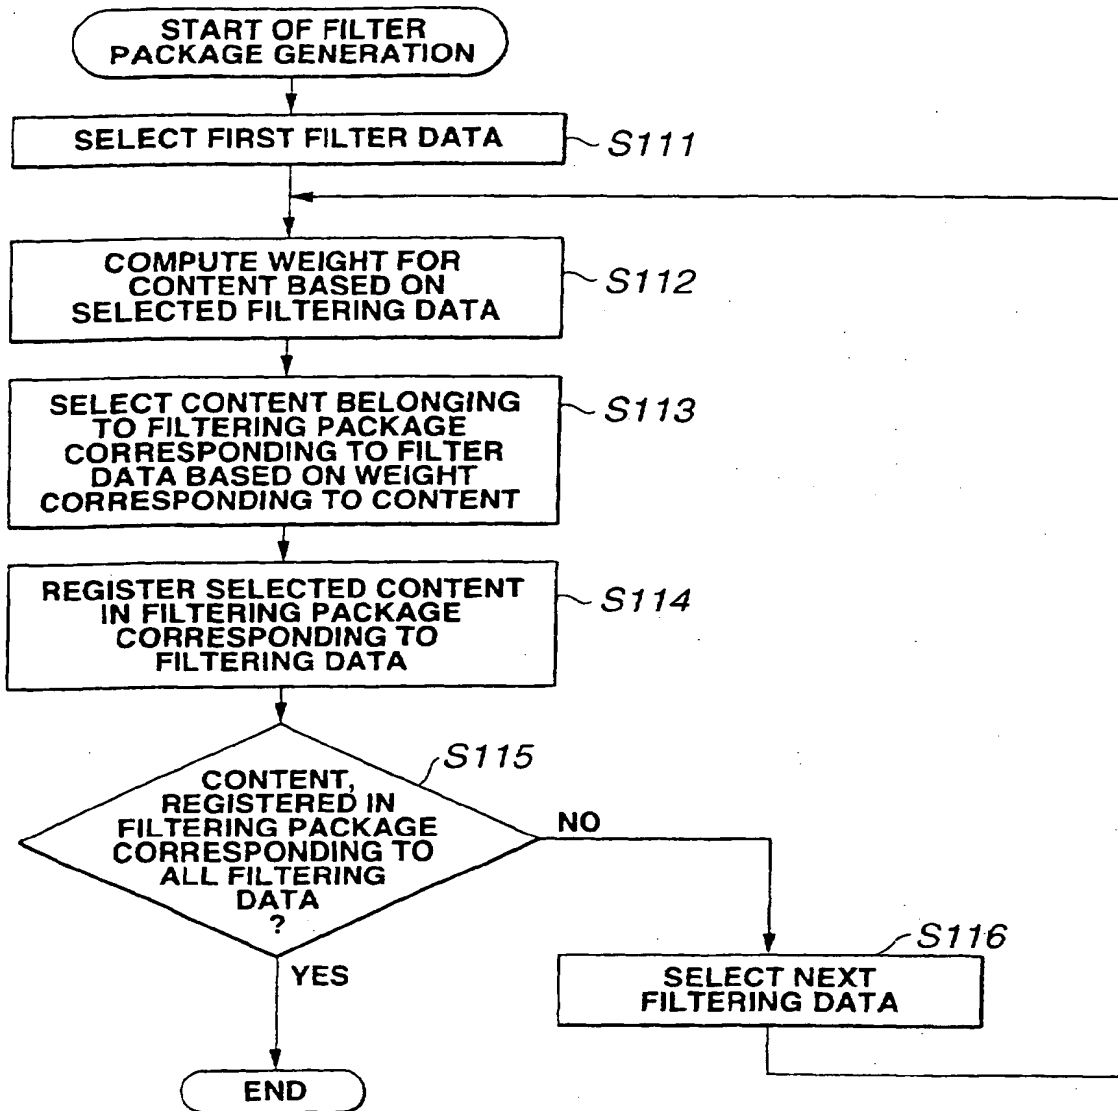 START OF FILTER
PACKAGE GENERATION
SELECT FIRST FILTER DATA
S111
COMPUTE WEIGHT FOR
CONTENT BASED ON
SELECTED FILTERING DATA
S112
SELECT CONTENT BELONGING
TO FILTERING PACKAGE
CORRESPONDING TO FILTER
DATA BASED ON WEIGHT
CORRESPONDING TO CONTENT
S113
REGISTER SELECTED CONTENT
IN FILTERING PACKAGE
CORRESPONDING TO
FILTERING DATA
S114
CONTENT,
REGISTERED IN
FILTERING PACKAGE
CORRESPONDING TO
ALL FILTERING
DATA
?
S115
NO
YES
S116
SELECT NEXT
FILTERING DATA
END